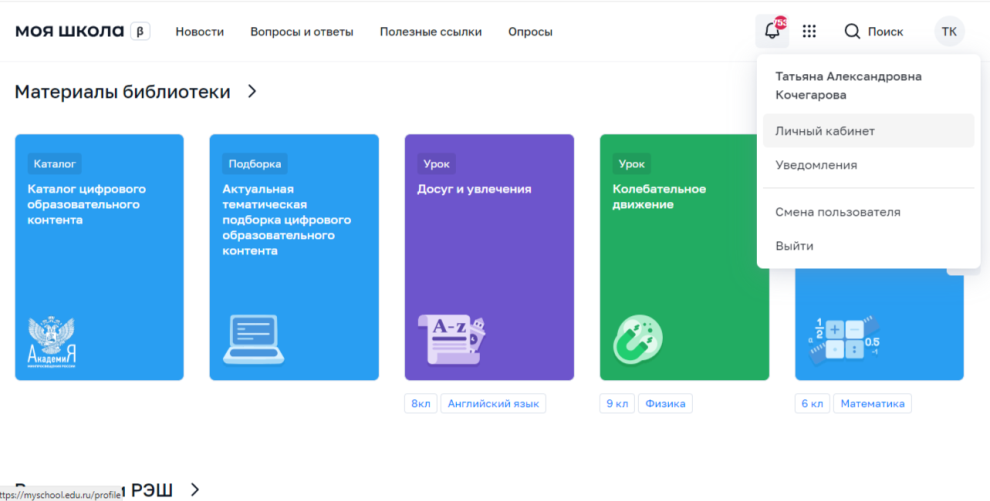 МОЯ ШКОЛА β Новости Вопросы и ответы Полезные ссылки Опросы 753 Поиск ТК
Татьяна Александровна
Кочегарова
Личный кабинет
Уведомления
Смена пользователя
Выйти
Материалы библиотеки
Каталог
Каталог цифрового
образовательного
контента
Академия
Подборка
Актуальная
тематическая
подборка цифрового
образовательного
контента
Урок
Досуг и увлечения
A-z
8кл Английский язык
Урок
Колебательное
движение
9 кл Физика
1/2
0.5
-1
6 кл Математика
РЭШ
ttps://myschool.edu.ru/profile